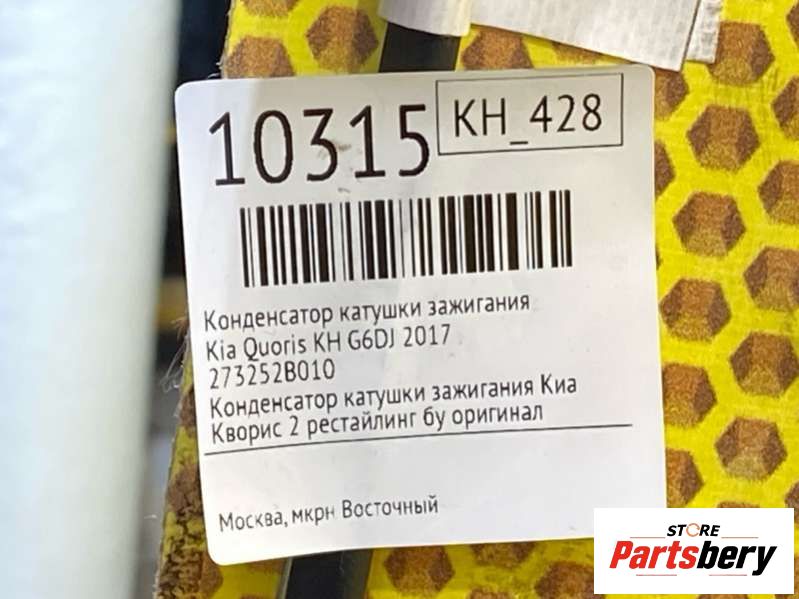 10315
KH_428
Конденсатор катушки зажигания
Kia Quoris KH G6DJ 2017
273252B010
Конденсатор катушки зажигания Киа
Кворис 2 рестайлинг бу оригинал
Москва, мкрн Восточный
STORE
Partsbery